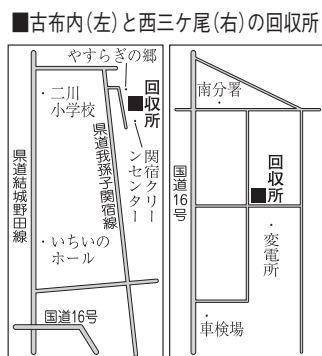 ■古布内(左)と西三ケ尾(右)の回収所
やすらぎの郷
・二川
小学校
回収所
■
・関宿クリー
ンセンター
県道我孫子関宿線
県道結城野田線
・いちいの
ホール
国道16号
南分署
・
国道16号
回収所
■
・変電所
・
車検場